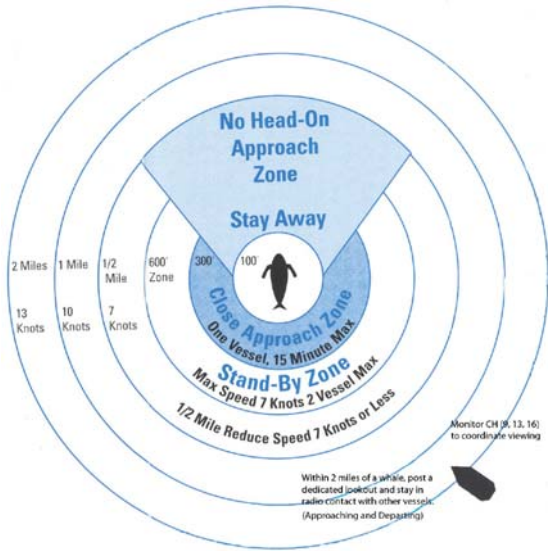 No Head-On
Approach
Zone
Stay Away
2 Miles
1 Mile
1/2
Mile
600'
Zone
300'
100'
13
Knots
10
Knots
7
Knots
Close Approach Zone
One Vessel, 15 Minute Max
Stand-By Zone
Max Speed 7 Knots 2 Vessel Max
1/2 Mile Reduce Speed 7 Knots or Less
Monitor CH (9, 13, 16)
to coordinate viewing
Within 2 miles of a whale, post a
dedicated lookout and stay in
radio contact with other vessels.
(Approaching and Departing)